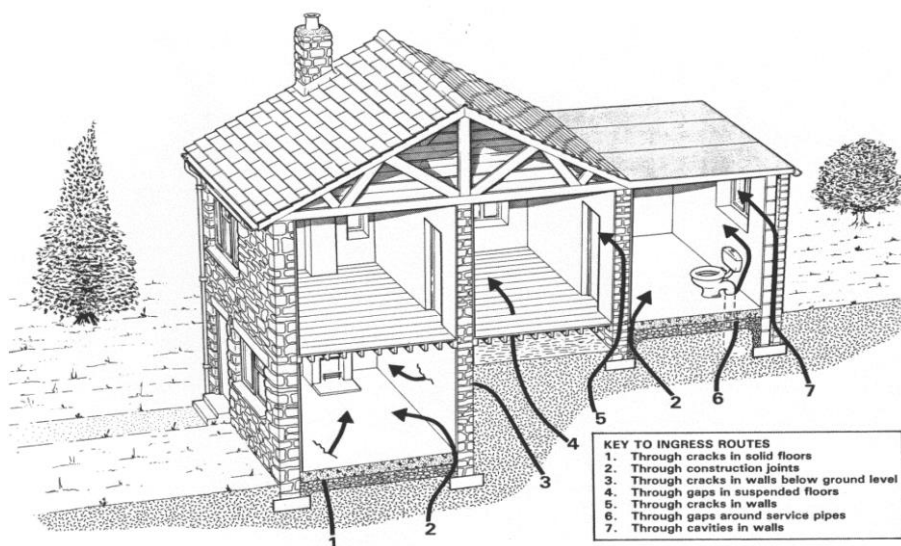 5
2
6
7
4
3
1
2
KEY TO INGRESS ROUTES
1. Through cracks in solid floors
2. Through construction joints
3. Through cracks in walls below ground level
4. Through gaps in suspended floors
5. Through cracks in walls
6. Through gaps around service pipes
7. Through cavities in walls